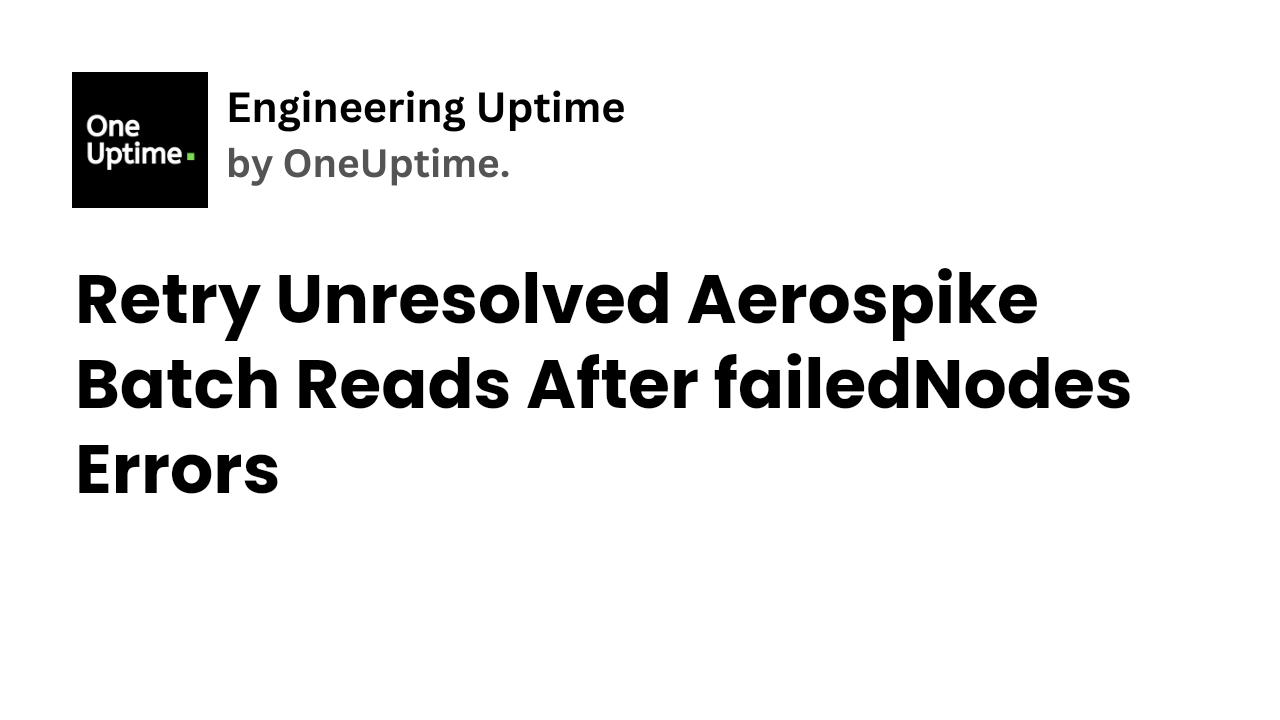 One
Uptime
Engineering Uptime
by OneUptime.
Retry Unresolved Aerospike
Batch Reads After failedNodes
Errors